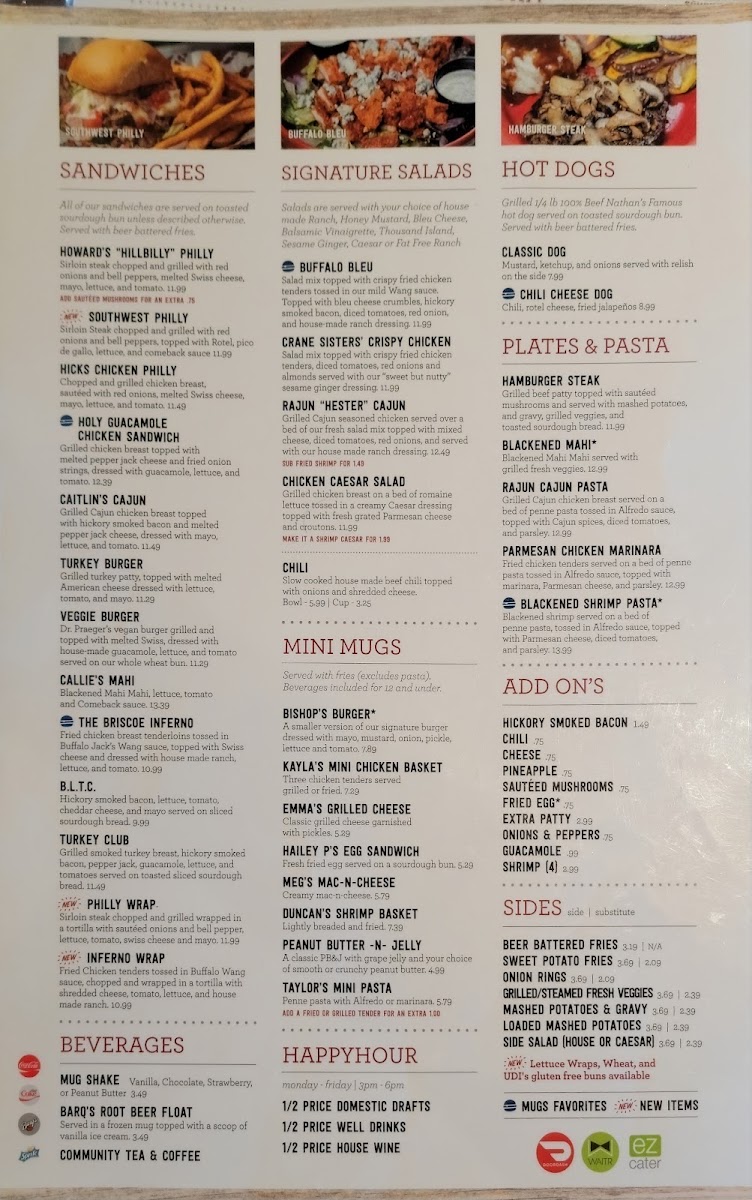 SOUTHWEST PHILLY
SANDWICHES
All of our sandwiches are served on toasted
sourdough bun unless described otherwise.
Served with beer battered fries.
HOWARD'S "HILLBILLY" PHILLY
Sirloin steak chopped and grilled with red
onions and bell peppers, melted Swiss cheese,
mayo, lettuce, and tomato. 11.99
ADD SAUTÉED MUSHROOMS FOR AN EXTRA .75
NEW SOUTHWEST PHILLY
Sirloin Steak chopped and grilled with red
onions and bell peppers, topped with Rotel, pico
de gallo, lettuce, and comeback sauce 11.99
HICKS CHICKEN PHILLY
Chopped and grilled chicken breast,
sautéed with red onions, melted Swiss cheese,
mayo, lettuce, and tomato. 11.49
HOLY GUACAMOLE
CHICKEN SANDWICH
Grilled chicken breast topped with
melted pepper jack cheese and fried onion
strings, dressed with guacamole, lettuce, and
tomato. 12.39
CAITLIN'S CAJUN
Grilled Cajun chicken breast topped
with hickory smoked bacon and melted
pepper jack cheese, dressed with mayo,
lettuce, and tomato. 11.49
TURKEY BURGER
Grilled turkey patty, topped with melted
American cheese dressed with lettuce,
tomato, and mayo. 11.29
VEGGIE BURGER
Dr. Praeger's vegan burger grilled and
topped with melted Swiss, dressed with
house-made guacamole, lettuce, and tomato
served on our whole wheat bun. 11.29
CALLIE'S MAHI
Blackened Mahi Mahi, lettuce, tomato
and Comeback sauce. 13.39
THE BRISCOE INFERNO
Fried chicken breast tenderloins tossed in
Buffalo Jack's Wang sauce, topped with Swiss
cheese and dressed with house made ranch,
lettuce, and tomato. 10.99
B.L.T.C.
Hickory smoked bacon, lettuce, tomato,
cheddar cheese, and mayo served on sliced
sourdough bread. 9.99
TURKEY CLUB
Grilled smoked turkey breast, hickory smoked
bacon, pepper jack, guacamole, lettuce, and
tomatoes served on toasted sliced sourdough
bread. 11.49
NEW PHILLY WRAP
Sirloin steak chopped and grilled wrapped in
a tortilla with sautéed onions and bell pepper,
lettuce, tomato, swiss cheese and mayo. 11.99
NEW INFERNO WRAP
Fried Chicken tenders tossed in Buffalo Wang
sauce, chopped and wrapped in a tortilla with
shredded cheese, tomato, lettuce, and house
made ranch. 10.99
BEVERAGES
MUG SHAKE Vanilla, Chocolate, Strawberry,
or Peanut Butter 3.49
BARQ'S ROOT BEER FLOAT
Served in a frozen mug topped with a scoop of
vanilla ice cream. 3.49
COMMUNITY TEA & COFFEE
BUFFALO BLEU
SIGNATURE SALADS
Salads are served with your choice of house
made Ranch, Honey Mustard, Bleu Cheese,
Balsamic Vinaigrette, Thousand Island,
Sesame Ginger, Caesar or Fat Free Ranch
BUFFALO BLEU
Salad mix topped with crispy fried chicken
tenders tossed in our mild Wang sauce.
Topped with bleu cheese crumbles, hickory
smoked bacon, diced tomatoes, red onion,
and house-made ranch dressing. 11.99
CRANE SISTERS' CRISPY CHICKEN
Salad mix topped with crispy fried chicken
tenders, diced tomatoes, red onions and
almonds served with our "sweet but nutty"
sesame ginger dressing. 11.99
RAJUN "HESTER" CAJUN
Grilled Cajun seasoned chicken served over a
bed of our fresh salad mix topped with mixed
cheese, diced tomatoes, red onions, and served
with our house made ranch dressing. 12.49
SUB FRIED SHRIMP FOR 1.49
CHICKEN CAESAR SALAD
Grilled chicken breast on a bed of romaine
lettuce tossed in a creamy Caesar dressing
topped with fresh grated Parmesan cheese
and croutons. 11.99
MAKE IT A SHRIMP CAESAR FOR 1.99
CHILI
Slow cooked house made beef chili topped
with onions and shredded cheese.
Bowl - 5.99 | Cup - 3.25
MINI MUGS
Served with fries (excludes pasta).
Beverages included for 12 and under.
BISHOP'S BURGER*
A smaller version of our signature burger
dressed with mayo, mustard, onion, pickle,
lettuce and tomato. 7.89
KAYLA'S MINI CHICKEN BASKET
Three chicken tenders served
grilled or fried. 7.29
EMMA'S GRILLED CHEESE
Classic grilled cheese garnished
with pickles. 5.29
HAILEY P'S EGG SANDWICH
Fresh fried egg served on a sourdough bun. 5.29
MEG'S MAC-N-CHEESE
Creamy mac-n-cheese. 5.79
DUNCAN'S SHRIMP BASKET
Lightly breaded and fried. 7.39
PEANUT BUTTER -N- JELLY
A classic PB&J with grape jelly and your choice
of smooth or crunchy peanut butter. 4.99
TAYLOR'S MINI PASTA
Penne pasta with Alfredo or marinara. 5.79
ADD A FRIED OR GRILLED TENDER FOR AN EXTRA 1.00
HAPPYHOUR
monday - friday | 3pm - 6pm
1/2 PRICE DOMESTIC DRAFTS
1/2 PRICE WELL DRINKS
1/2 PRICE HOUSE WINE
HAMBURGER STEAK
HOT DOGS
Grilled 1/4 lb 100% Beef Nathan's Famous
hot dog served on toasted sourdough bun.
Served with beer battered fries.
CLASSIC DOG
Mustard, ketchup, and onions served with relish
on the side 7.99
CHILI CHEESE DOG
Chili, rotel cheese, fried jalapeños 8.99
PLATES & PASTA
HAMBURGER STEAK
Grilled beef patty topped with sautéed
mushrooms and served with mashed potatoes,
and gravy, grilled veggies, and
toasted sourdough bread. 11.99
BLACKENED MAHI*
Blackened Mahi Mahi served with
grilled fresh veggies. 12.99
RAJUN CAJUN PASTA
Grilled Cajun chicken breast served on a
bed of penne pasta tossed in Alfredo sauce,
topped with Cajun spices, diced tomatoes,
and parsley. 12.99
PARMESAN CHICKEN MARINARA
Fried chicken tenders served on a bed of penne
pasta tossed in Alfredo sauce, topped with
marinara, Parmesan cheese, and parsley. 12.99
BLACKENED SHRIMP PASTA*
Blackened shrimp served on a bed of
penne pasta, tossed in Alfredo sauce, topped
with Parmesan cheese, diced tomatoes,
and parsley. 13.99
ADD ON'S
HICKORY SMOKED BACON 1.49
CHILI .75
CHEESE .75
PINEAPPLE .75
SAUTÉED MUSHROOMS .75
FRIED EGG* .75
EXTRA PATTY 2.99
ONIONS & PEPPERS .75
GUACAMOLE .99
SHRIMP (4) 2.99
SIDES side | substitute
BEER BATTERED FRIES 3.19 | N/A
SWEET POTATO FRIES 3.69 | 2.09
ONION RINGS 3.69 | 2.09
GRILLED/STEAMED FRESH VEGGIES 3.69 | 2.39
MASHED POTATOES & GRAVY 3.69 | 2.39
LOADED MASHED POTATOES 3.69 | 2.39
SIDE SALAD (HOUSE OR CAESAR) 3.69 | 2.39
NEW Lettuce Wraps, Wheat, and
UDI's gluten free buns available
MUGS FAVORITES NEW NEW ITEMS
DOORDASH
WAITR
ez
cater